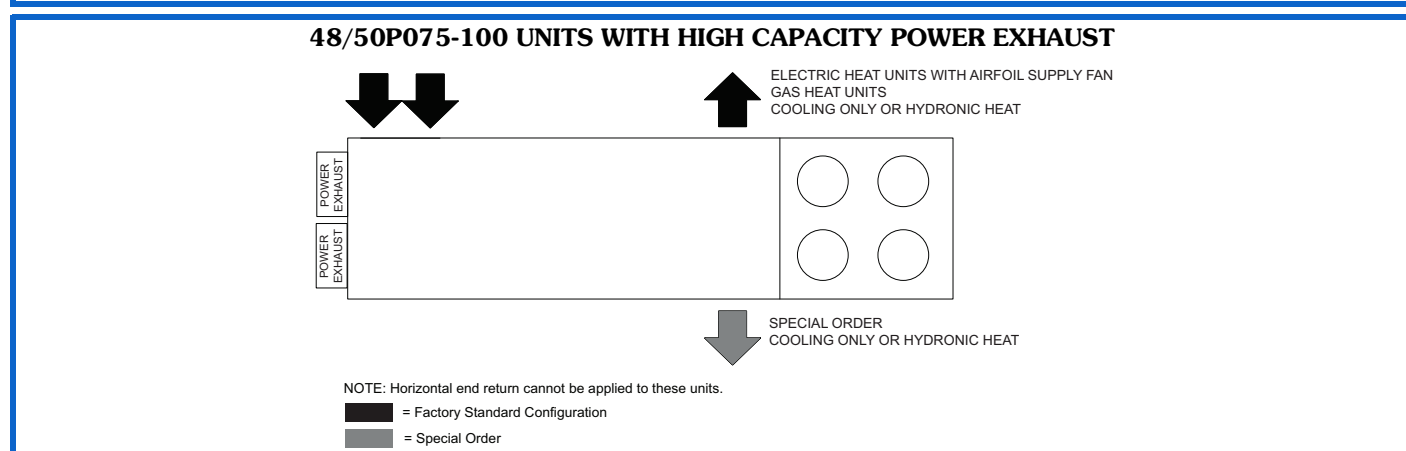 48/50P075-100 UNITS WITH HIGH CAPACITY POWER EXHAUST
ELECTRIC HEAT UNITS WITH AIRFOIL SUPPLY FAN
GAS HEAT UNITS
COOLING ONLY OR HYDRONIC HEAT
POWER
EXHAUST
POWER
EXHAUST
SPECIAL ORDER
COOLING ONLY OR HYDRONIC HEAT
NOTE: Horizontal end return cannot be applied to these units.
= Factory Standard Configuration
= Special Order